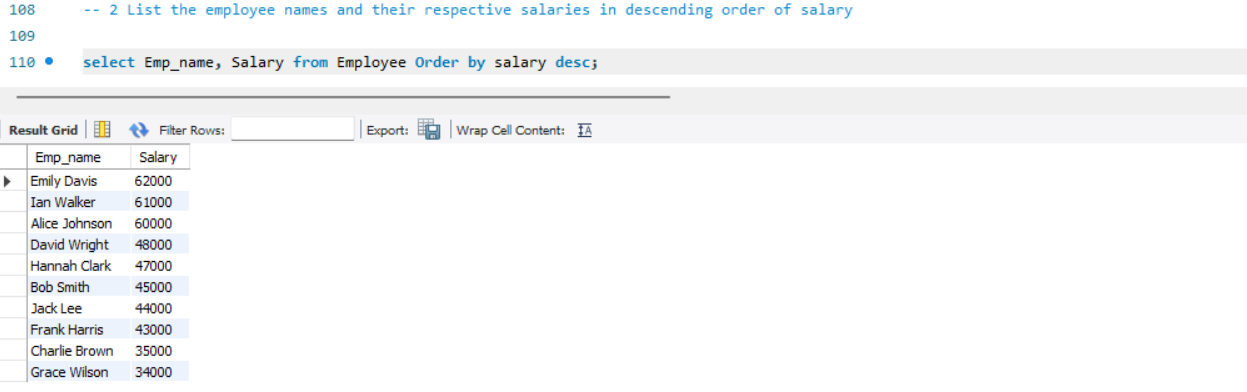 108 -- 2 List the employee names and their respective salaries in descending order of salary
109
110 select Emp_name, Salary from Employee Order by salary desc;
Result Grid Filter Rows: Export: Wrap Cell Content: IA
Emp_name Salary
Emily Davis 62000
Ian Walker 61000
Alice Johnson 60000
David Wright 48000
Hannah Clark 47000
Bob Smith 45000
Jack Lee 44000
Frank Harris 43000
Charlie Brown 35000
Grace Wilson 34000